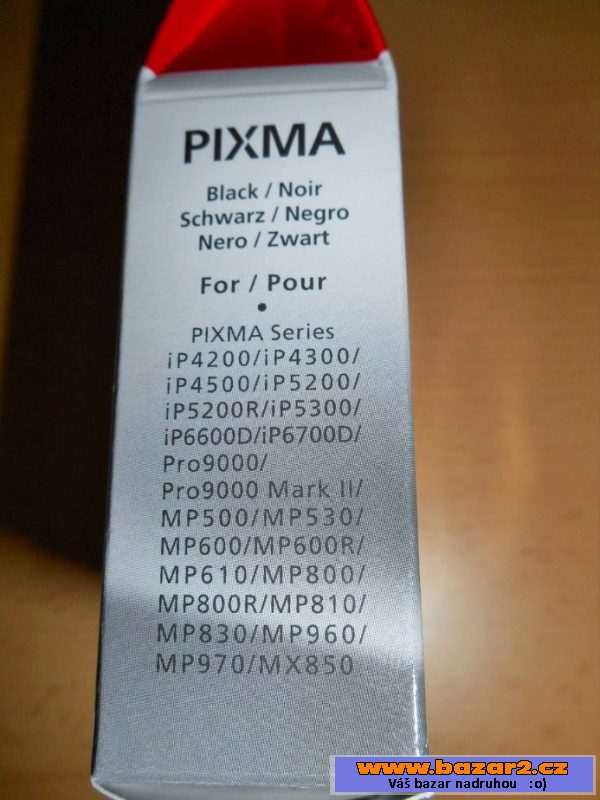 PIXMA
Black / Noir
Schwarz / Negro
Nero / Zwart
For / Pour
•
PIXMA Series
iP4200/iP4300/
iP4500/iP5200/
iP5200R/iP5300/
iP6600D/iP6700D/
Pro9000/
Pro9000 Mark II/
MP500/MP530/
MP600/MP600R/
MP610/MP800/
MP800R/MP810/
MP830/MP960/
MP970/MX850
www.bazar2.cz
Váš bazar nadruhou :o)